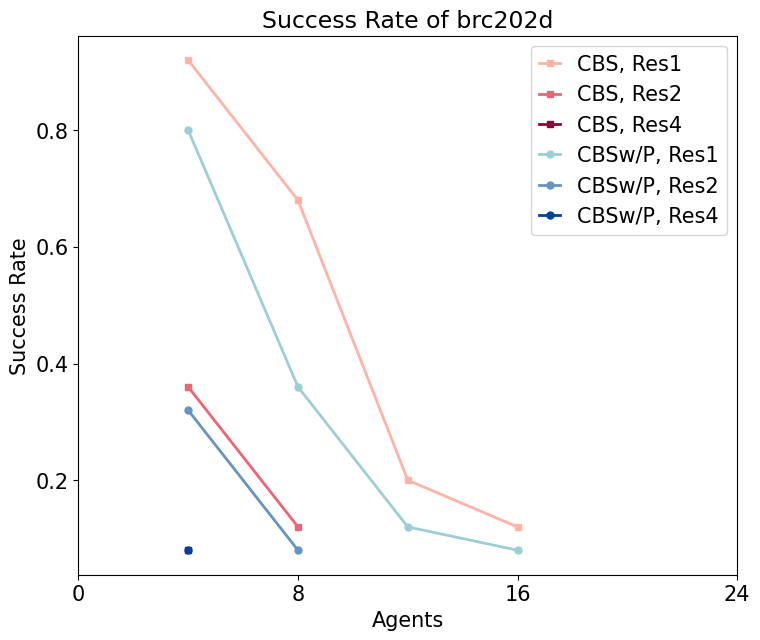 Success Rate of brc202d
CBS, Res1
CBS, Res2
CBS, Res4
CBSw/P, Res1
CBSw/P, Res2
CBSw/P, Res4
Success Rate
0.8
0.6
0.4
0.2
0
8
16
24
Agents